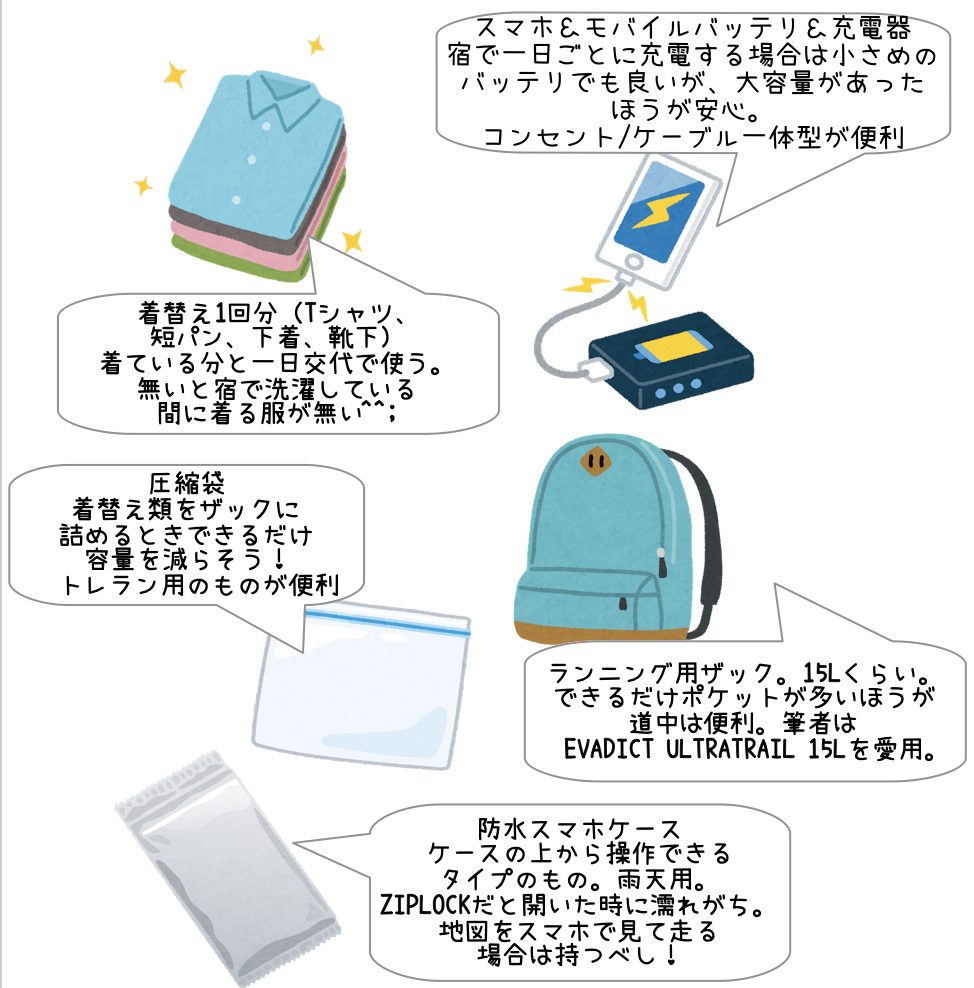 スマホ&モバイルバッテリ&充電器
宿で一日ごとに充電する場合は小さめの
バッテリでも良いが、大容量があった
ほうが安心。
コンセント/ケーブル一体型が便利
着替え1回分（Tシャツ、
短パン、下着、靴下）
着ている分と一日交代で使う。
無いと宿で洗濯している
間に着る服が無い^^;
圧縮袋
着替え類をザックに
詰めるときできるだけ
容量を減らそう！
トレラン用のものが便利
ランニング用ザック。15Lくらい。
できるだけポケットが多いほうが
道中は便利。筆者は
EVADICT ULTRATRAIL 15Lを愛用。
防水スマホケース
ケースの上から操作できる
タイプのもの。雨天用。
ZIPLOCKだと開いた時に濡れがち。
地図をスマホで見て走る
場合は持つべし！